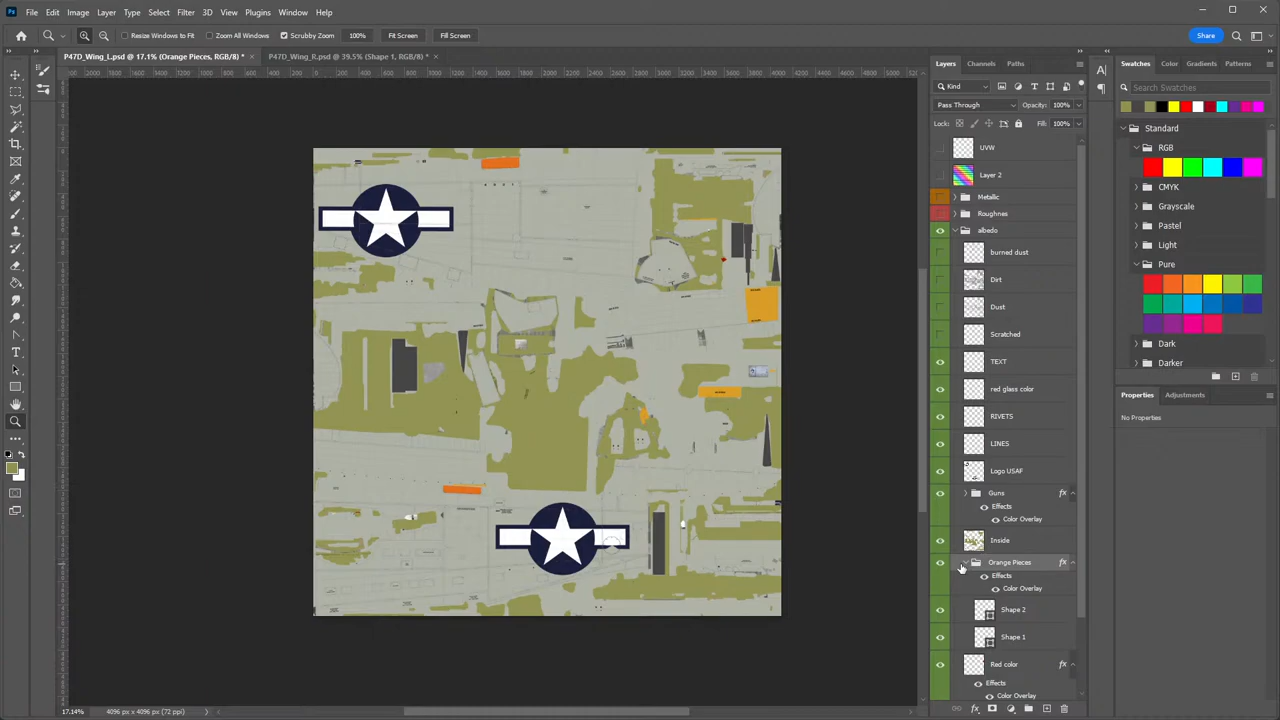 Ps File Edit Image Layer Type Select Filter 3D View Plugins Window Help
Resize Windows to Fit Zoom All Windows Scrubby Zoom 100% Fit Screen Fill Screen Share
P47D_Wing_L.psd @ 17.1% (Orange Pieces, RGB/8) * × P47D_Wing_R.psd @ 39.5% (Shape 1, RGB/8) * ×
Layers Channels Paths
Kind
Pass Through Opacity: 100%
Lock: Fill: 100%
UVW
Layer 2
Metallic
Roughnes
albedo
burned dust
Dirt
Dust
Scratched
TEXT
red glass color
RIVETS
LINES
Logo USAF
Guns fx
Effects
Color Overlay
Inside
Orange Pieces fx
Effects
Color Overlay
Shape 2
Shape 1
Red color fx
Effects
Color Overlay
Swatches Color Gradients Patterns
Search Swatches
Standard
RGB
CMYK
Grayscale
Pastel
Light
Pure
Dark
Darker
Properties Adjustments
No Properties
17.14% 4096 px x 4096 px (72 ppi)